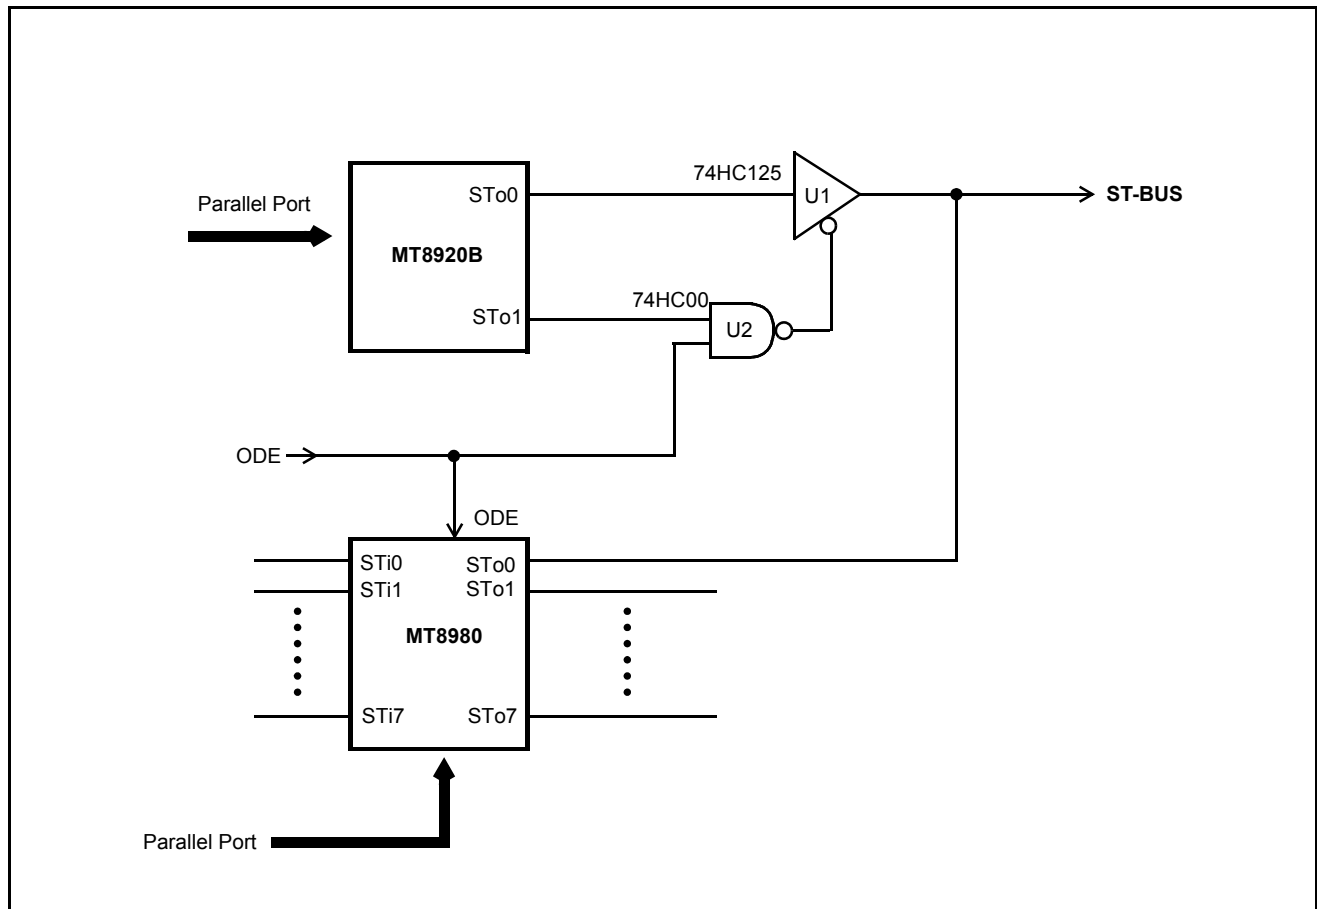 74HC125
STo0
U1
ST-BUS
Parallel Port
MT8920B
74HC00
STo1
U2
ODE
ODE
STi0
STo0
STi1
STo1
MT8980
STi7
STo7
Parallel Port